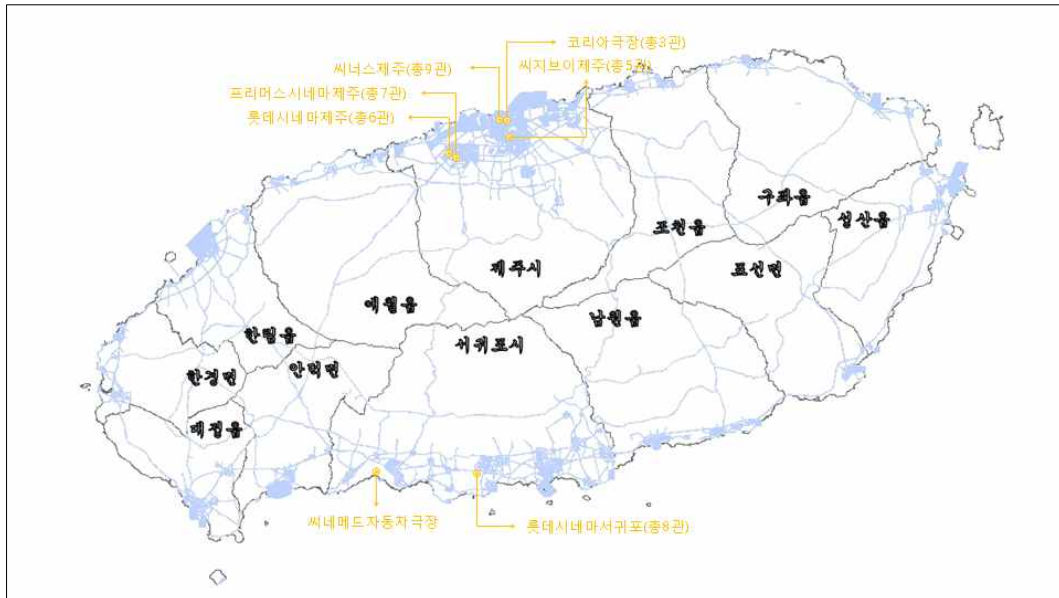 코리아극장(총3관)
씨너스제주(총9관)
씨지브이제주(총5관)
프리머스시네마제주(총7관)
롯데시네마제주(총6관)
구좌읍
성산읍
조천읍
제주시
표선면
애월읍
남원읍
한림읍
서귀포시
안덕면
한경면
대정읍
씨네메드자동차극장
롯데시네마서귀포(총8관)